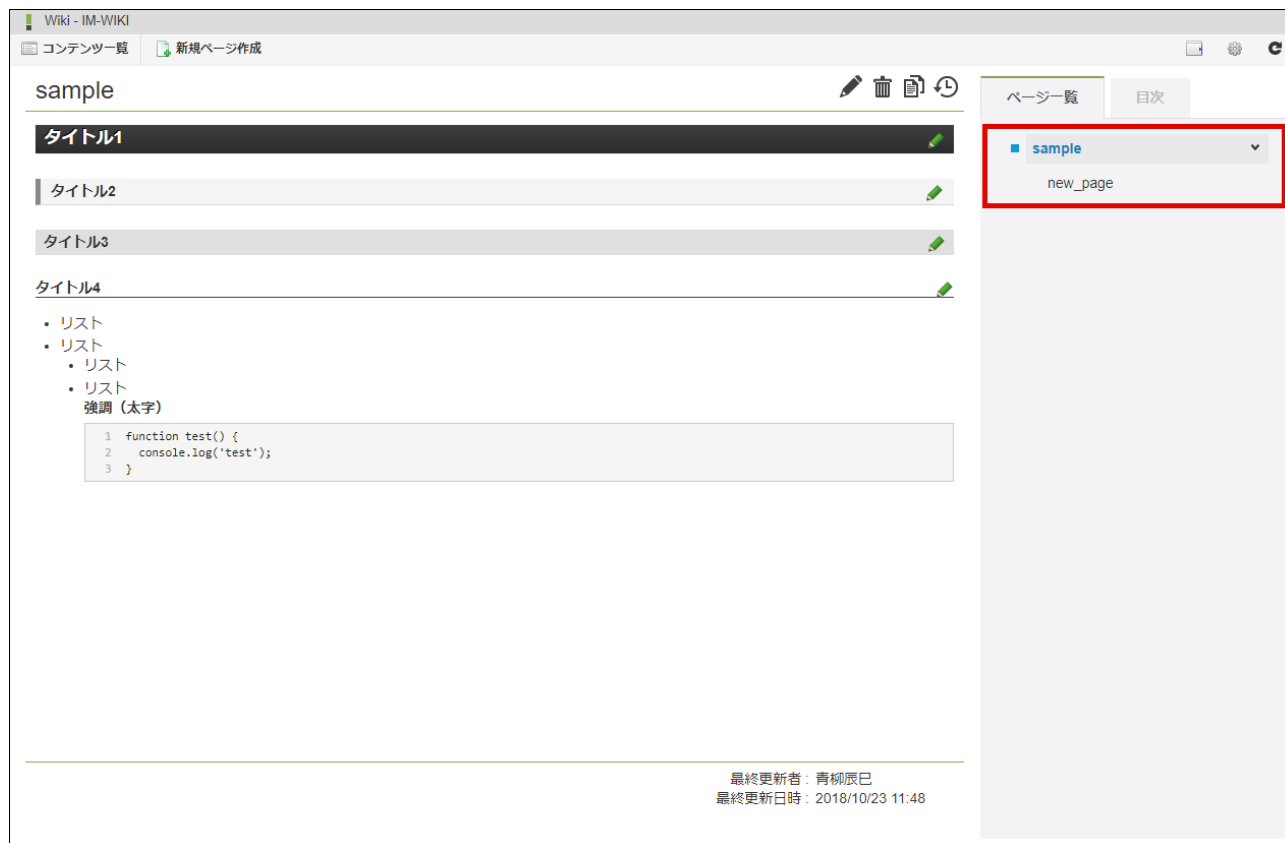 Wiki - IM-WIKI
コンテンツ一覧 新規ページ作成
sample
ページ一覧 目次
タイトル1
sample
new_page
タイトル2
タイトル3
タイトル4
• リスト
• リスト
• リスト
• リスト
強調（太字）
1 function test() {
2 console.log('test');
3 }
最終更新者 : 青柳辰巳
最終更新日時 : 2018/10/23 11:48